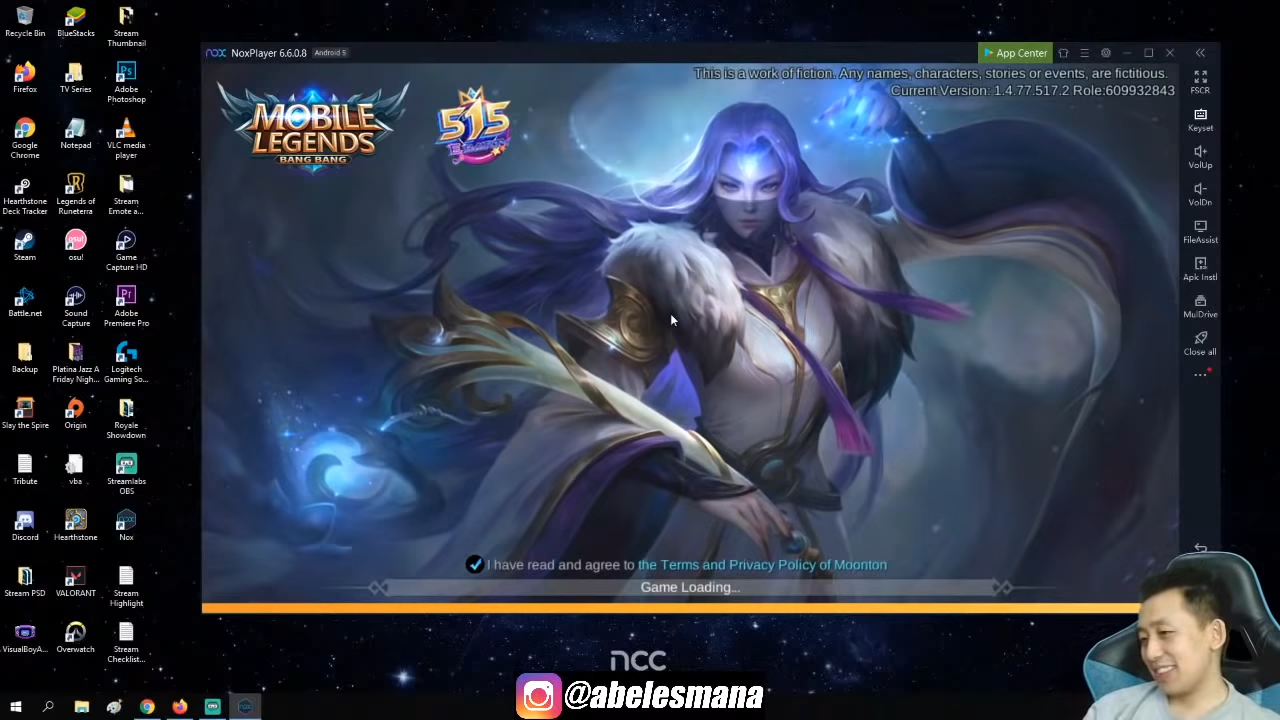 Recycle Bin
BlueStacks
Stream
Thumbnail
Firefox
TV Series
Adobe
Photoshop
Google
Chrome
Notepad
VLC media
player
Hearthstone
Deck Tracker
Legends of
Runeterra
Stream
Emote a...
Steam
osu!
Game
Capture HD
Battle.net
Sound
Capture
Adobe
Premiere Pro
Backup
Platina Jazz A
Friday Nigh...
Logitech
Gaming So...
Slay the Spire
Origin
Royale
Showdown
Tribute
vba
Streamlabs
OBS
Discord
Hearthstone
Nox
Stream PSD
VALORANT
Stream
Highlight
VisualBoyA...
Overwatch
Stream
Checklist...
nox NoxPlayer 6.6.0.8 Android 5
App Center
This is a work of fiction. Any names, characters, stories or events, are fictitious.
Current Version: 1.4.77.517.2 Role:609932843
MOBILE
LEGENDS
BANG BANG
515
FSCR
Keyset
VolUp
VolDn
FileAssist
Apk Instl
MulDrive
Close all
I have read and agree to the Terms and Privacy Policy of Moonton
Game Loading...
ncc
@abelesmana